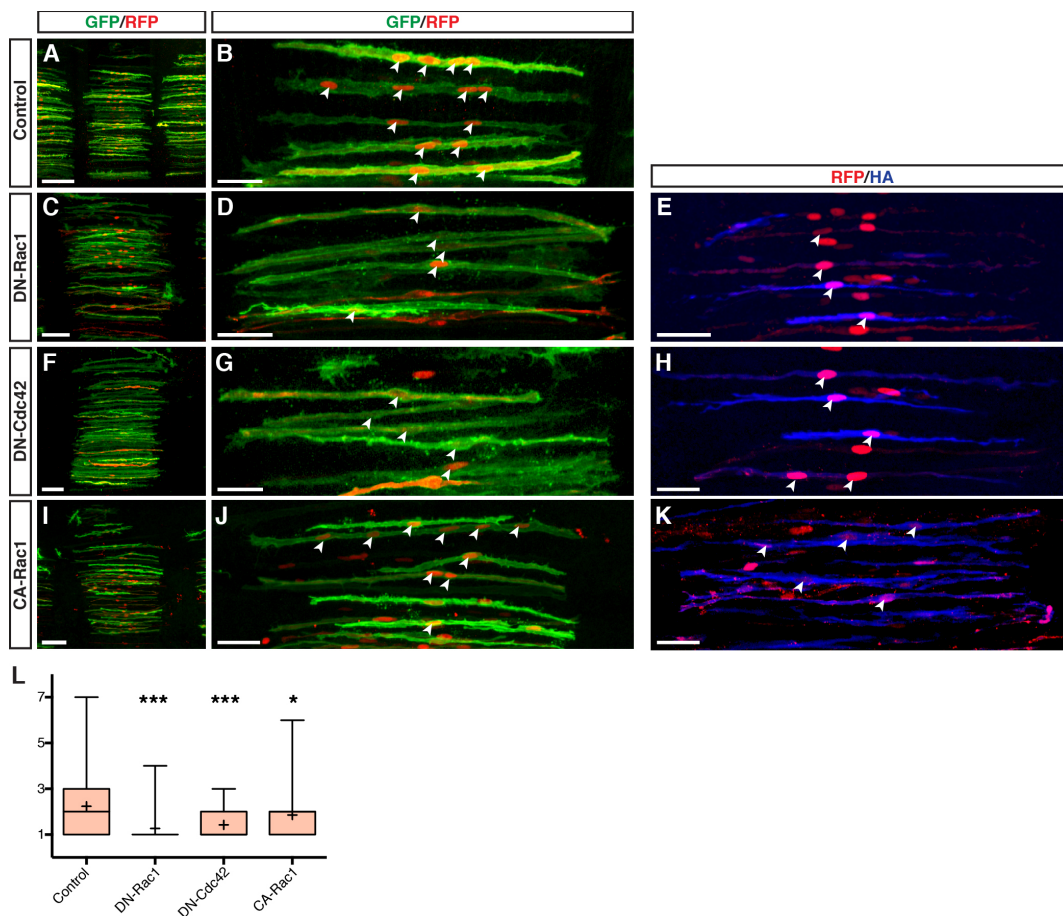 GFP/RFP
GFP/RFP
Control
A
B
RFP/HA
DN-Rac1
C
D
E
DN-Cdc42
F
G
H
CA-Rac1
I
J
K
L
7
5
3
1
***
***
*
Control
DN-Rac1
DN-Cdc42
CA-Rac1